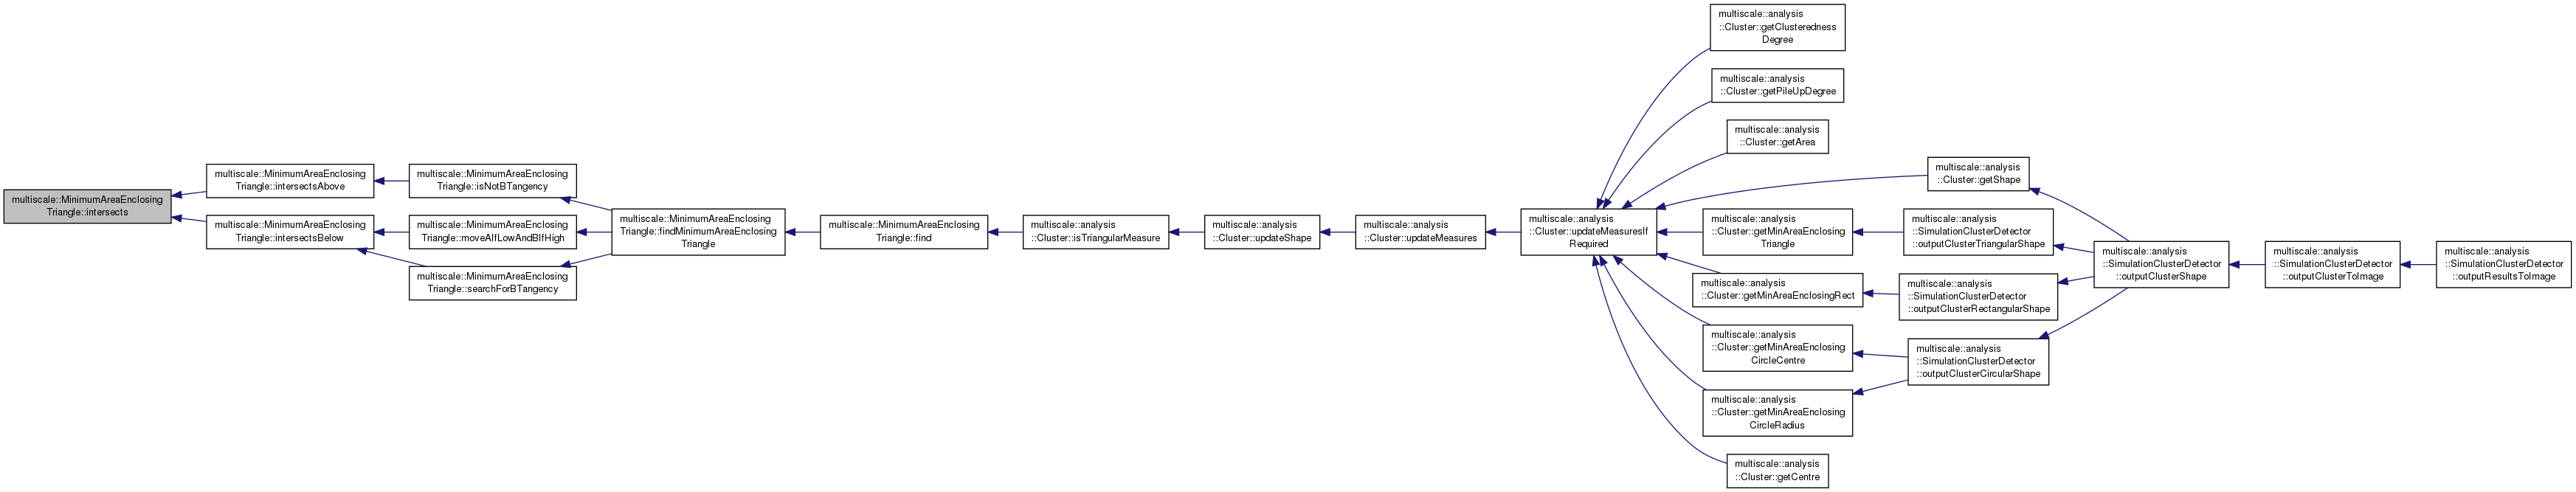 multiscale::MinimumAreaEnclosing
Triangle::intersects
multiscale::MinimumAreaEnclosing
Triangle::intersectsAbove
multiscale::MinimumAreaEnclosing
Triangle::intersectsBelow
multiscale::MinimumAreaEnclosing
Triangle::isNotBTangency
multiscale::MinimumAreaEnclosing
Triangle::moveAIfLowAndBIfHigh
multiscale::MinimumAreaEnclosing
Triangle::searchForBTangency
multiscale::MinimumAreaEnclosing
Triangle::findMinimumAreaEnclosing
Triangle
multiscale::MinimumAreaEnclosing
Triangle::find
multiscale::analysis
::Cluster::isTriangularMeasure
multiscale::analysis
::Cluster::updateShape
multiscale::analysis
::Cluster::updateMeasures
multiscale::analysis
::Cluster::updateMeasuresIf
Required
multiscale::analysis
::Cluster::getClusteredness
Degree
multiscale::analysis
::Cluster::getPileUpDegree
multiscale::analysis
::Cluster::getArea
multiscale::analysis
::Cluster::getShape
multiscale::analysis
::Cluster::getMinAreaEnclosing
Triangle
multiscale::analysis
::Cluster::getMinAreaEnclosingRect
multiscale::analysis
::Cluster::getMinAreaEnclosing
CircleCentre
multiscale::analysis
::Cluster::getMinAreaEnclosing
CircleRadius
multiscale::analysis
::Cluster::getCentre
multiscale::analysis
::SimulationClusterDetector
::outputClusterTriangularShape
multiscale::analysis
::SimulationClusterDetector
::outputClusterRectangularShape
multiscale::analysis
::SimulationClusterDetector
::outputClusterCircularShape
multiscale::analysis
::SimulationClusterDetector
::outputClusterShape
multiscale::analysis
::SimulationClusterDetector
::outputClusterToImage
multiscale::analysis
::SimulationClusterDetector
::outputResultsToImage